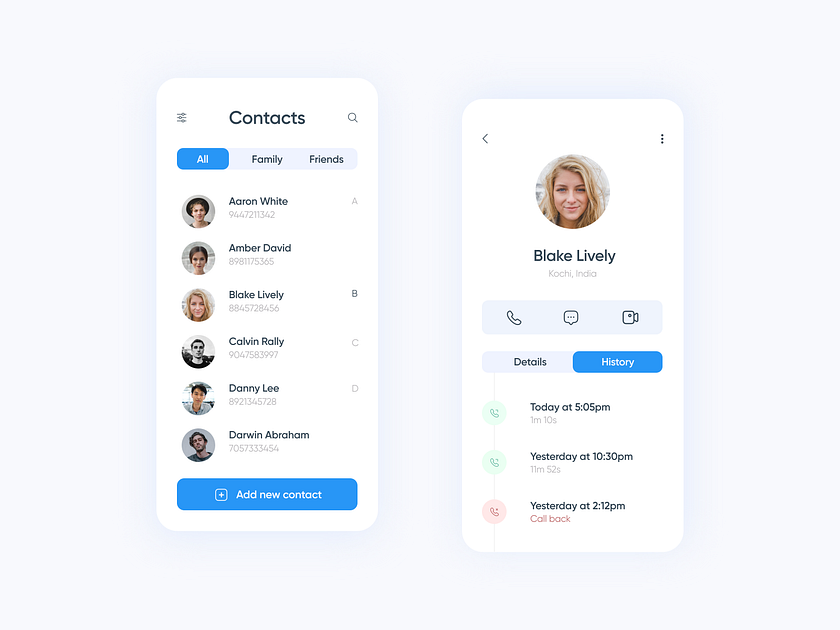 Contacts
All Family Friends
Aaron White A
9447211342
Amber David
8981175365
Blake Lively B
8845728456
Calvin Rally C
9047583997
Danny Lee D
8921345728
Darwin Abraham
7057333454
Add new contact
Blake Lively
Kochi, India
Details History
Today at 5:05pm
1m 10s
Yesterday at 10:30pm
11m 52s
Yesterday at 2:12pm
Call back